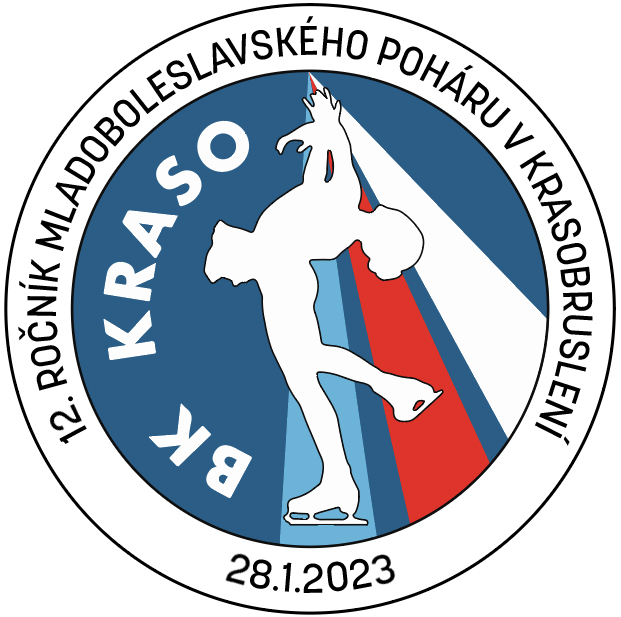 12. ROČNÍK MLADOBOLESLAVSKÉHO POHÁRU V KRASOBRUSLENÍ
BK KRASO
28.1.2023